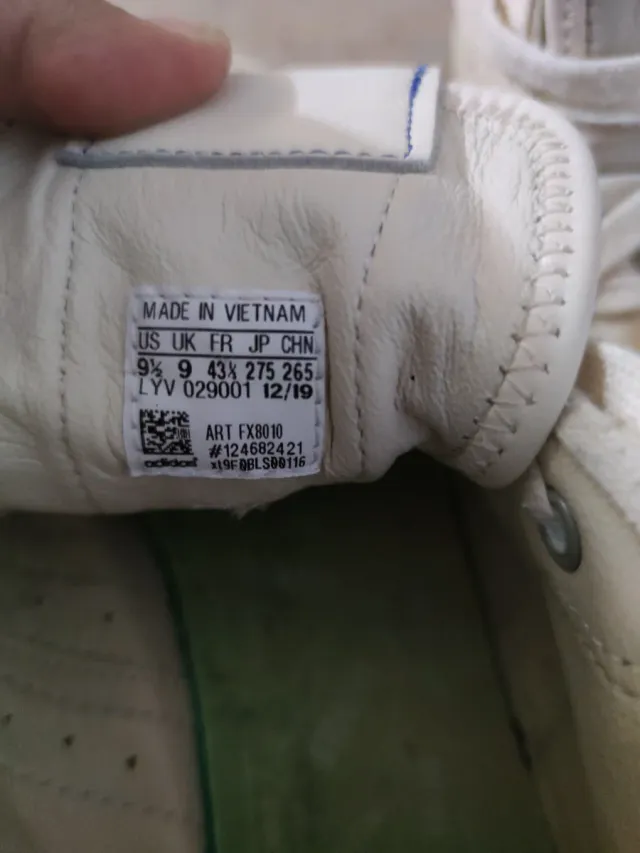 MADE IN VIETNAM
US UK FR JP CHN
9½ 9 43⅓ 275 265
LYV 029001 12/19
ART FX8010
#124682421
adidas